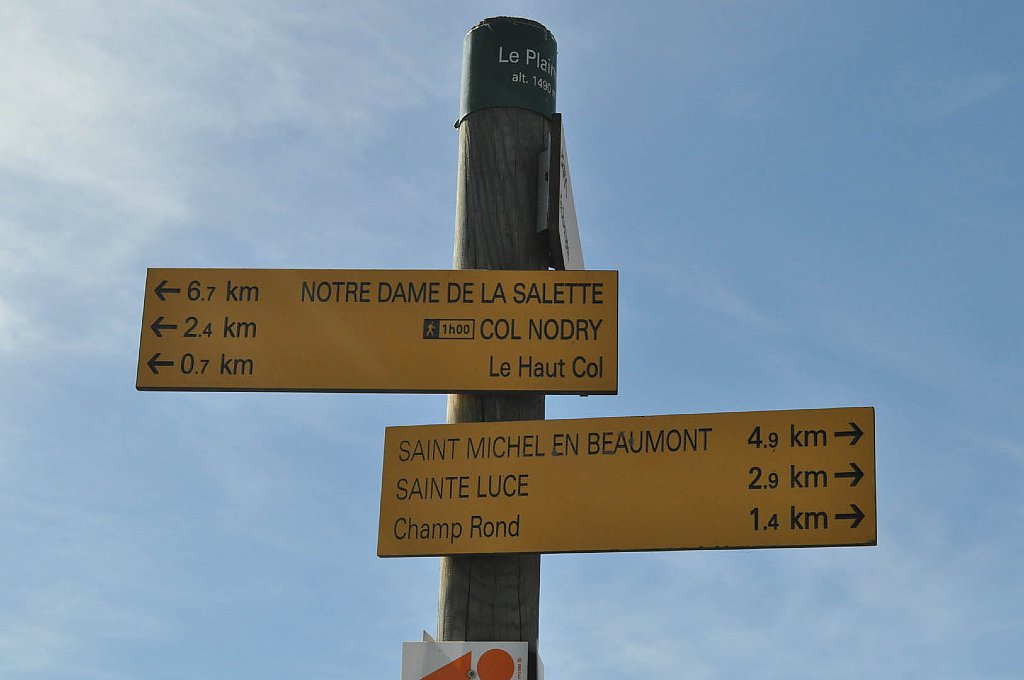 Le Plain
alt. 1490
← 6.7 km NOTRE DAME DE LA SALETTE
← 2.4 km 1h00 COL NODRY
← 0.7 km Le Haut Col
SAINT MICHEL EN BEAUMONT 4.9 km →
SAINTE LUCE 2.9 km →
Champ Rond 1.4 km →